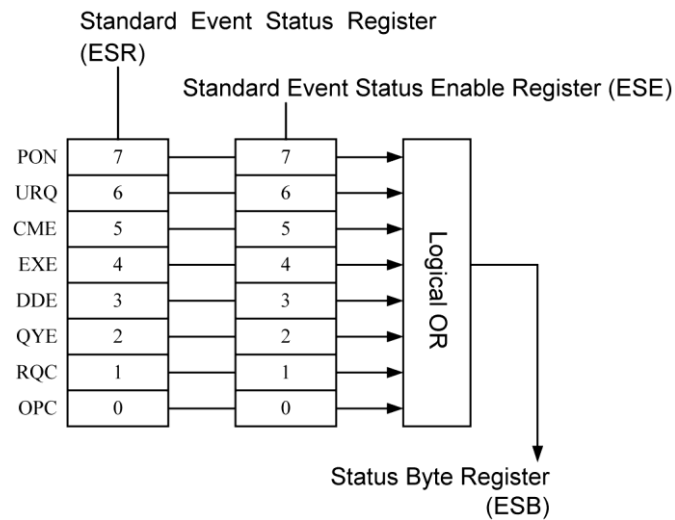 Standard Event Status Register
(ESR)
Standard Event Status Enable Register (ESE)
PON 7 7
URQ 6 6
CME 5 5
EXE 4 4
DDE 3 3
QYE 2 2
RQC 1 1
OPC 0 0
Logical OR
Status Byte Register
(ESB)